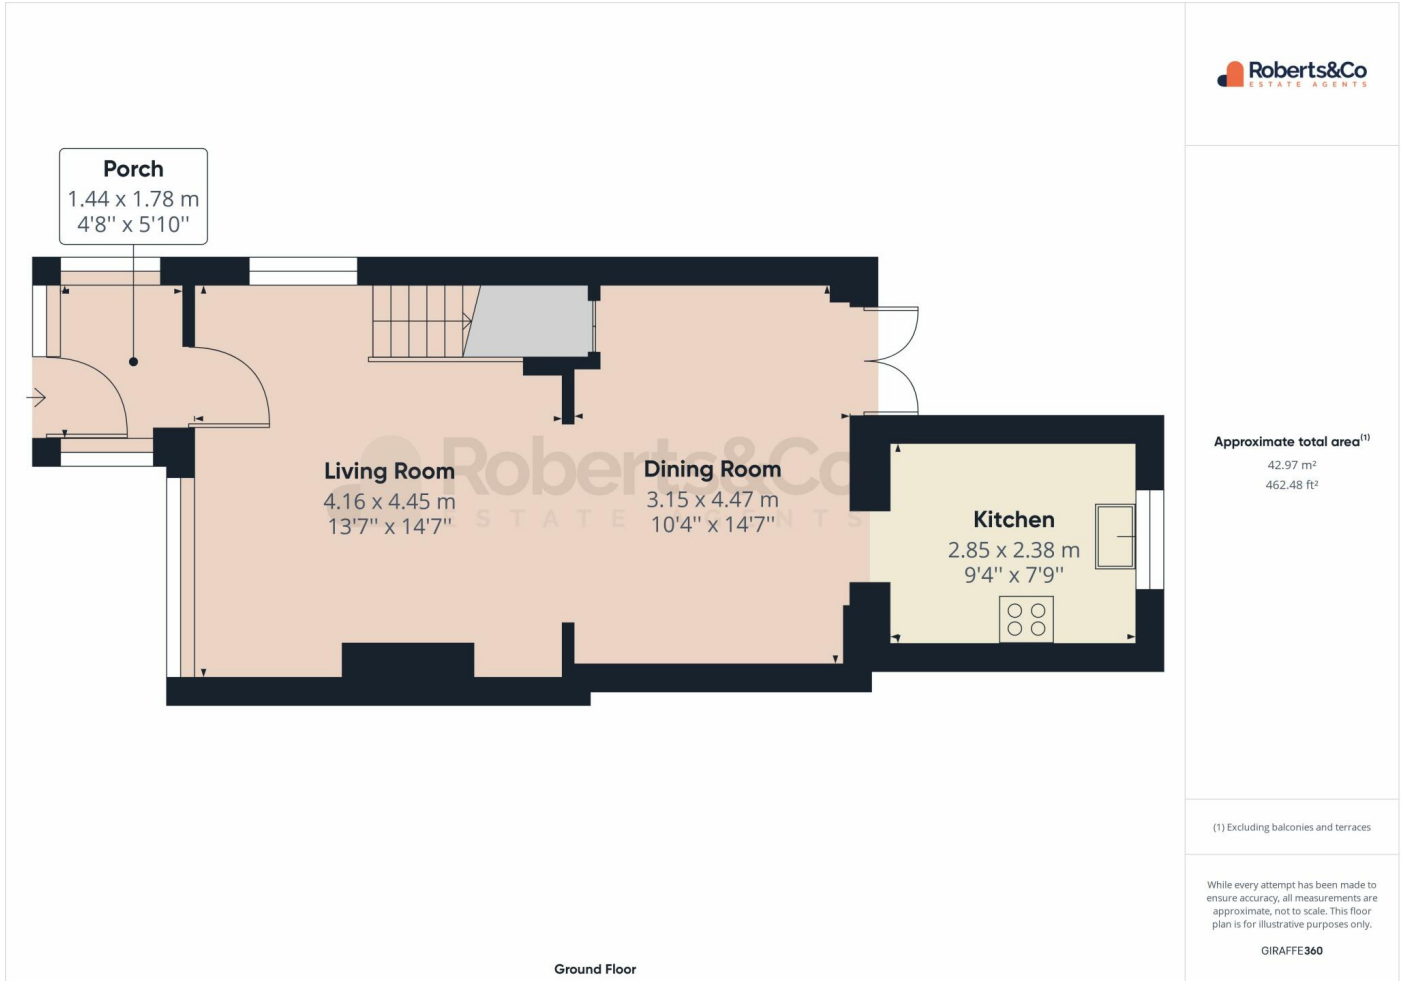 Roberts&Co
ESTATE AGENTS
Porch
1.44 x 1.78 m
4'8'' x 5'10''
Roberts&Co
ESTATE AGENTS
Living Room
4.16 x 4.45 m
13'7'' x 14'7''
Dining Room
3.15 x 4.47 m
10'4'' x 14'7''
Kitchen
2.85 x 2.38 m
9'4'' x 7'9''
Ground Floor
Approximate total area(1)
42.97 m²
462.48 ft²
(1) Excluding balconies and terraces
While every attempt has been made to
ensure accuracy, all measurements are
approximate, not to scale. This floor
plan is for illustrative purposes only.
GIRAFFE360